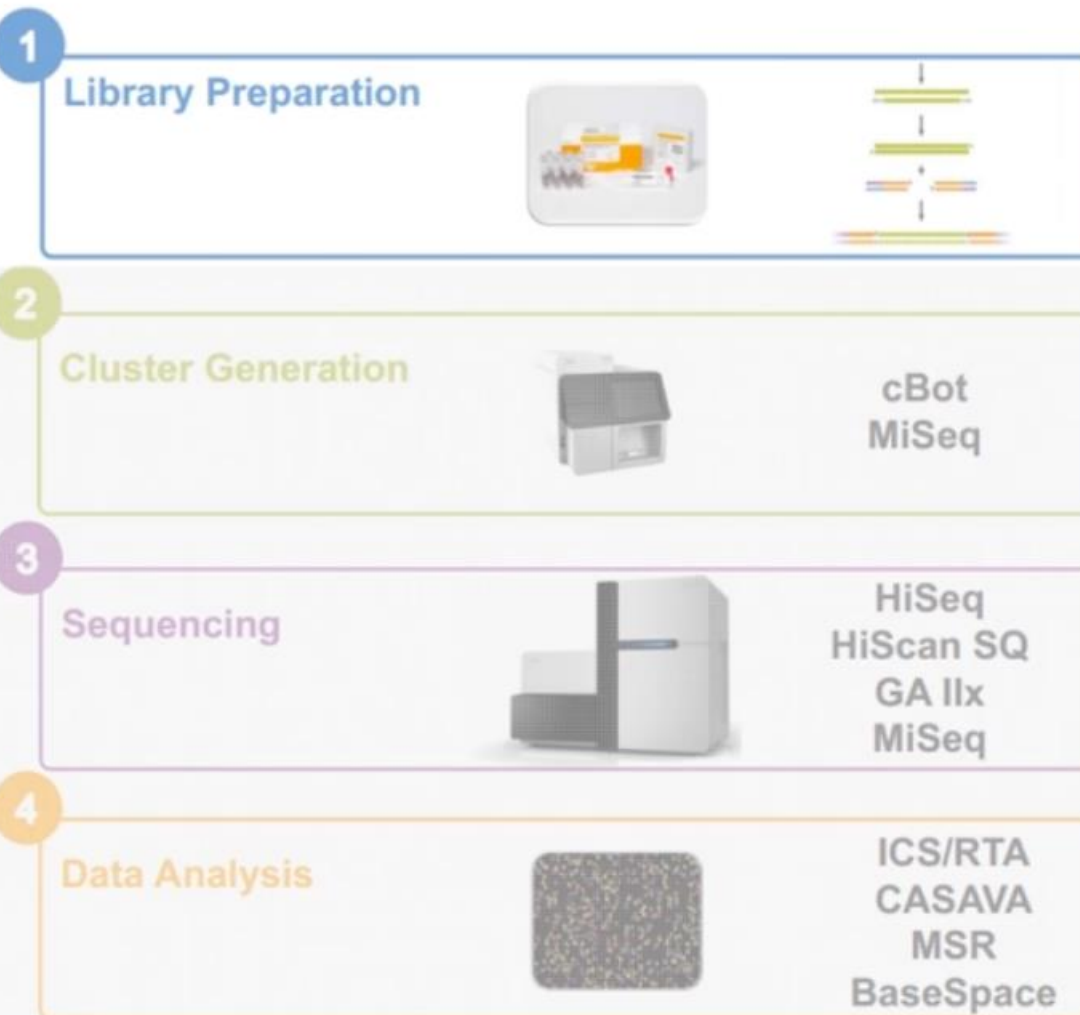 1
Library Preparation
2
Cluster Generation
cBot
MiSeq
3
Sequencing
HiSeq
HiScan SQ
GA IIx
MiSeq
4
Data Analysis
ICS/RTA
CASAVA
MSR
BaseSpace